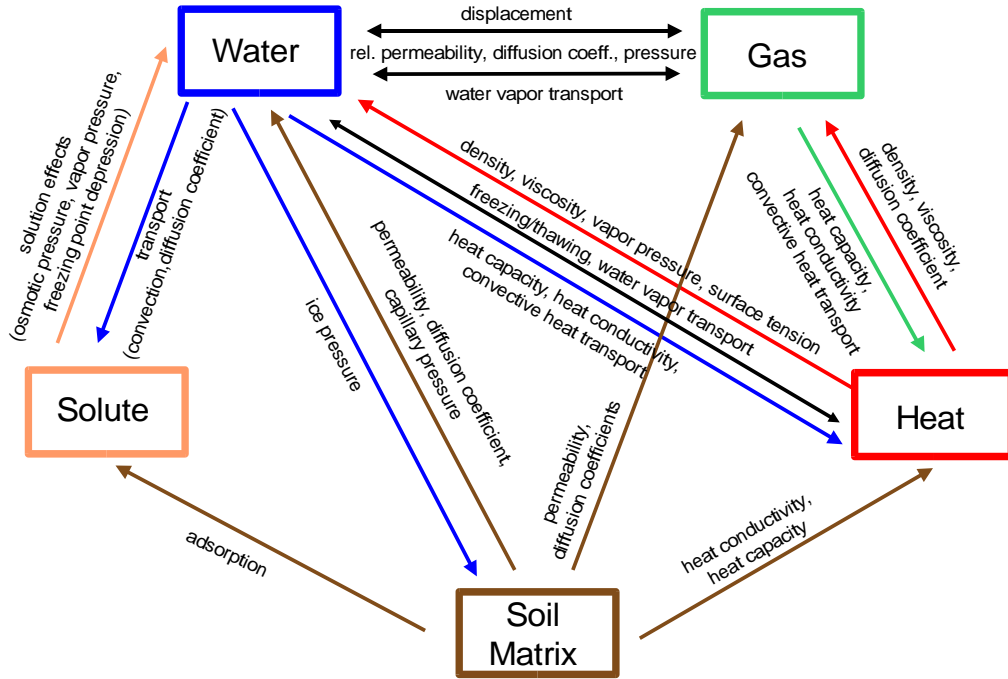 displacement
Water
rel. permeability, diffusion coeff., pressure
Gas
water vapor transport
solution effects
(osmotic pressure, vapor pressure,
freezing point depression)
transport
(convection,diffusion coefficient)
ice pressure
permeability, diffusion coefficient,
capillary pressure
density, viscosity, vapor pressure, surface tension
freezing/thawing, water vapor transport
heat capacity, heat conductivity,
convective heat transport
heat capacity,
heat conductivity
convective heat transport
density, viscosity,
diffusion coefficient
Solute
Heat
adsorption
permeability,
diffusion coefficients
heat conductivity,
heat capacity
Soil
Matrix